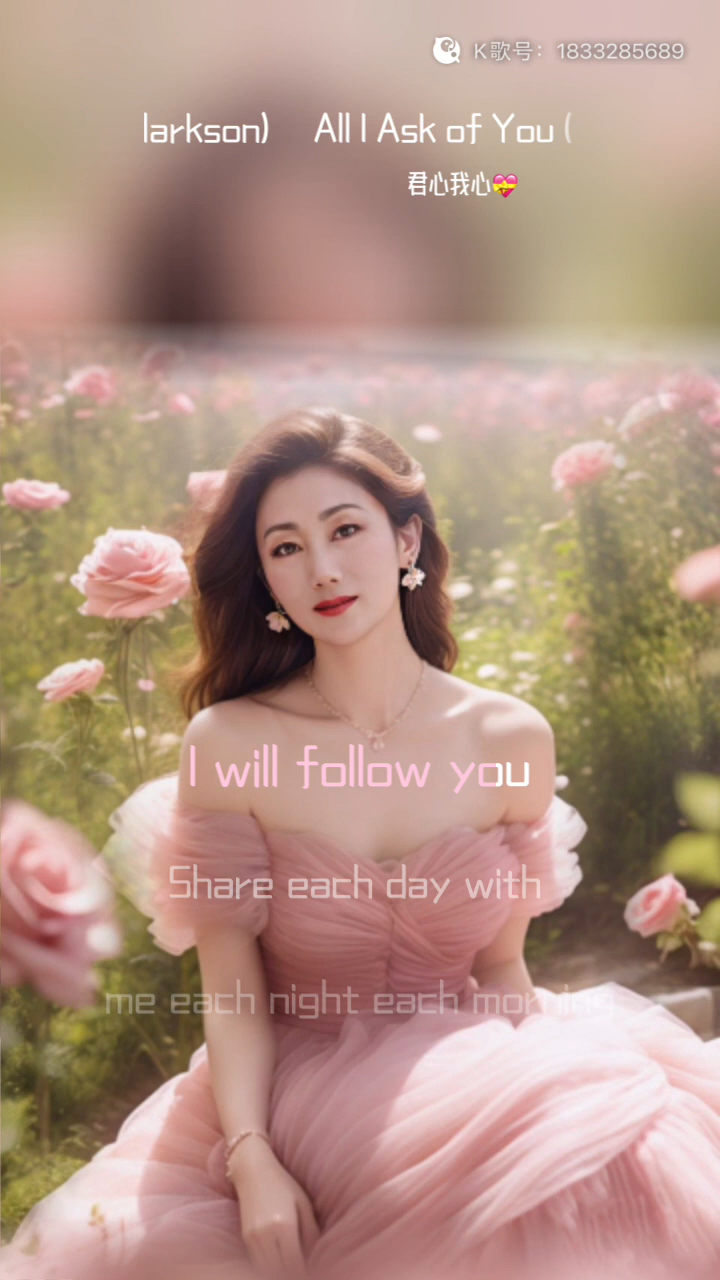 K歌号：1833285689
larkson) All I Ask of You (
君心我心💝
I will follow you
Share each day with
me each night each morning